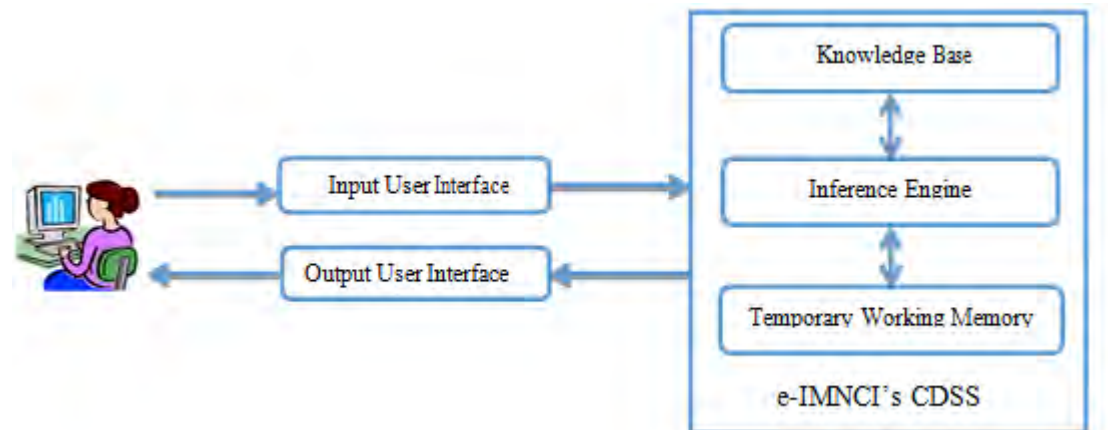 Knowledge Base
Input User Interface
Inference Engine
Output User Interface
Temporary Working Memory
e-IMNCI's CDSS